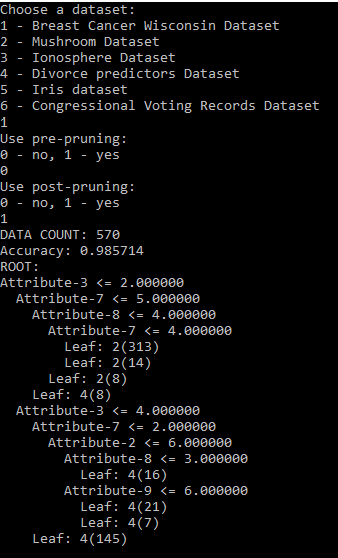 Choose a dataset:
1 - Breast Cancer Wisconsin Dataset
2 - Mushroom Dataset
3 - Ionosphere Dataset
4 - Divorce predictors Dataset
5 - Iris dataset
6 - Congressional Voting Records Dataset
1
Use pre-pruning:
0 - no, 1 - yes
0
Use post-pruning:
0 - no, 1 - yes
1
DATA COUNT: 570
Accuracy: 0.985714
ROOT:
Attribute-3 <= 2.000000
  Attribute-7 <= 5.000000
    Attribute-8 <= 4.000000
      Attribute-7 <= 4.000000
        Leaf: 2(313)
        Leaf: 2(14)
      Leaf: 2(8)
    Leaf: 4(8)
  Attribute-3 <= 4.000000
    Attribute-7 <= 2.000000
      Attribute-2 <= 6.000000
        Attribute-8 <= 3.000000
          Leaf: 4(16)
        Attribute-9 <= 6.000000
          Leaf: 4(21)
          Leaf: 4(7)
    Leaf: 4(145)